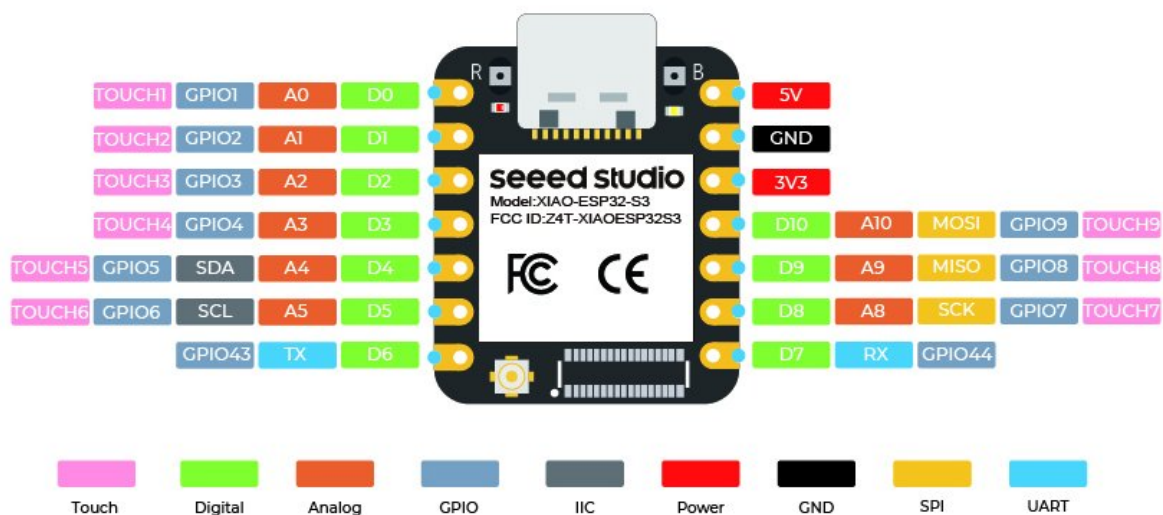 R B
TOUCH1 GPIO1 A0 D0 5V
TOUCH2 GPIO2 A1 D1 GND
TOUCH3 GPIO3 A2 D2 3V3
seeed studio
Model:XIAO-ESP32-S3
FCC ID:Z4T-XIAOESP32S3
TOUCH4 GPIO4 A3 D3 D10 A10 MOSI GPIO9 TOUCH9
TOUCH5 GPIO5 SDA A4 D4 FC CE D9 A9 MISO GPIO8 TOUCH8
TOUCH6 GPIO6 SCL A5 D5 D8 A8 SCK GPIO7 TOUCH7
GPIO43 TX D6 D7 RX GPIO44
Touch Digital Analog GPIO IIC Power GND SPI UART